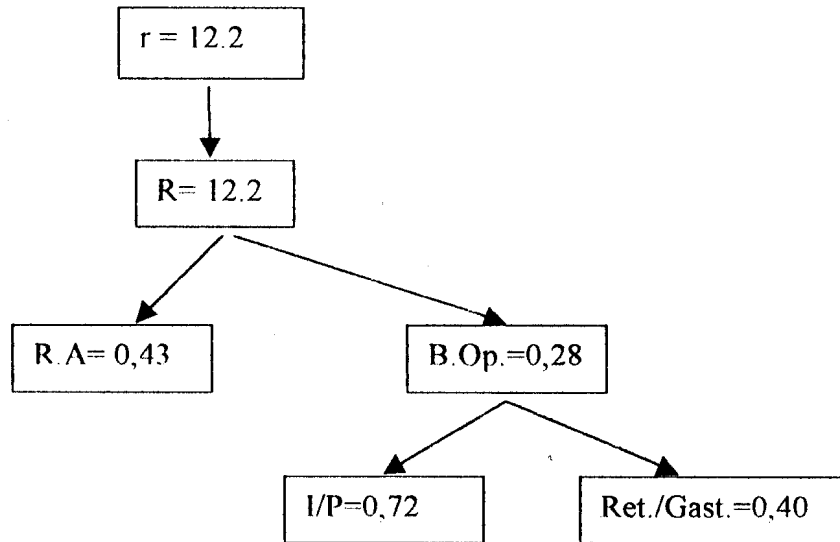 r = 12.2
R= 12.2
R.A= 0,43
B.Op.=0,28
I/P=0,72
Ret./Gast.=0,40